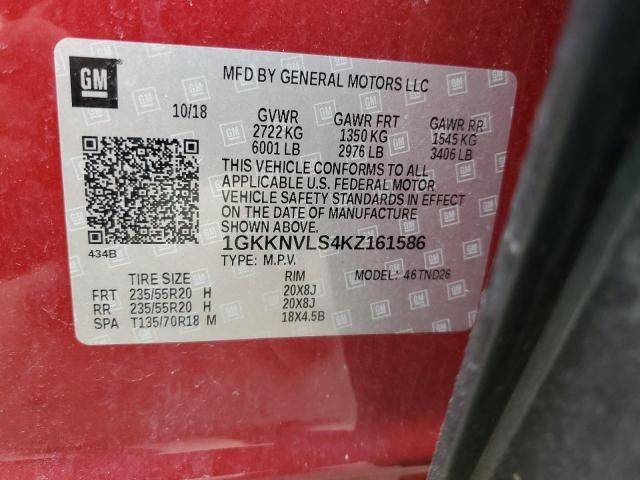 GM
MFD BY GENERAL MOTORS LLC
10/18 GVWR GAWR FRT GAWR RR
2722 KG 1350 KG 1545 KG
6001 LB 2976 LB 3406 LB
THIS VEHICLE CONFORMS TO ALL
APPLICABLE U.S. FEDERAL MOTOR
VEHICLE SAFETY STANDARDS IN EFFECT
ON THE DATE OF MANUFACTURE
SHOWN ABOVE.
434B 1GKKNVLS4KZ161586
TYPE: M.P.V. MODEL: 46TND26
TIRE SIZE RIM
FRT 235/55R20 H 20X8J
RR 235/55R20 H 20X8J
SPA T135/70R18 M 18X4.5B